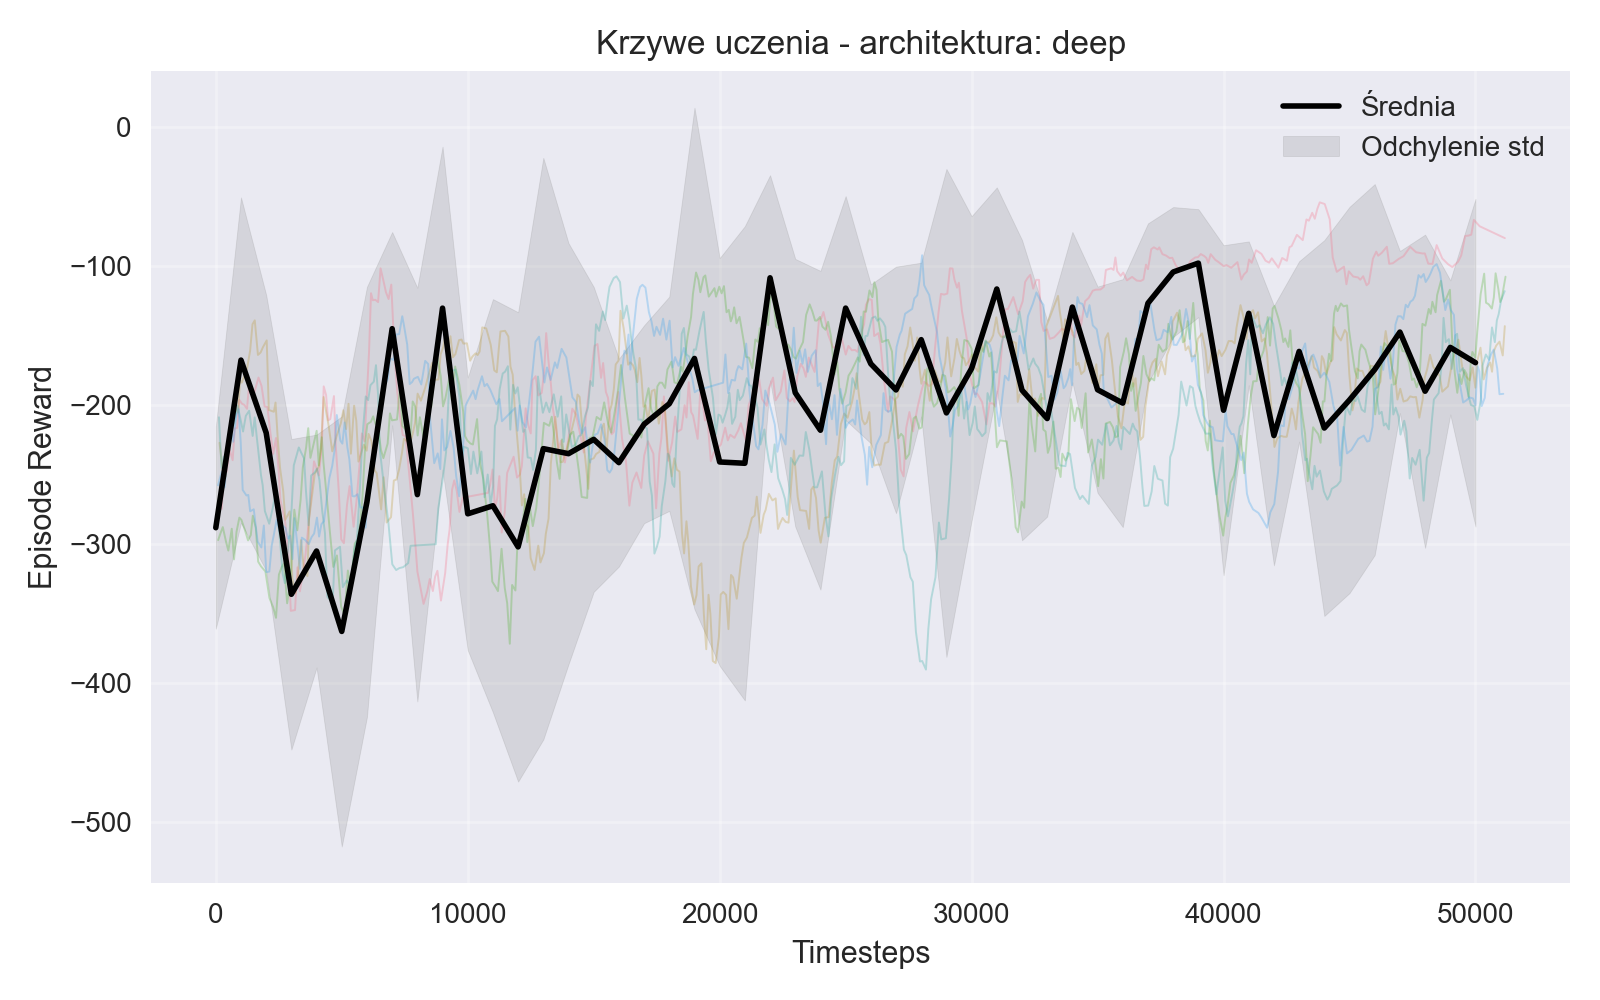 Krzywe uczenia - architektura: deep
Średnia
Odchylenie std
Episode Reward
0
−100
−200
−300
−400
−500
0
10000
20000
30000
40000
50000
Timesteps